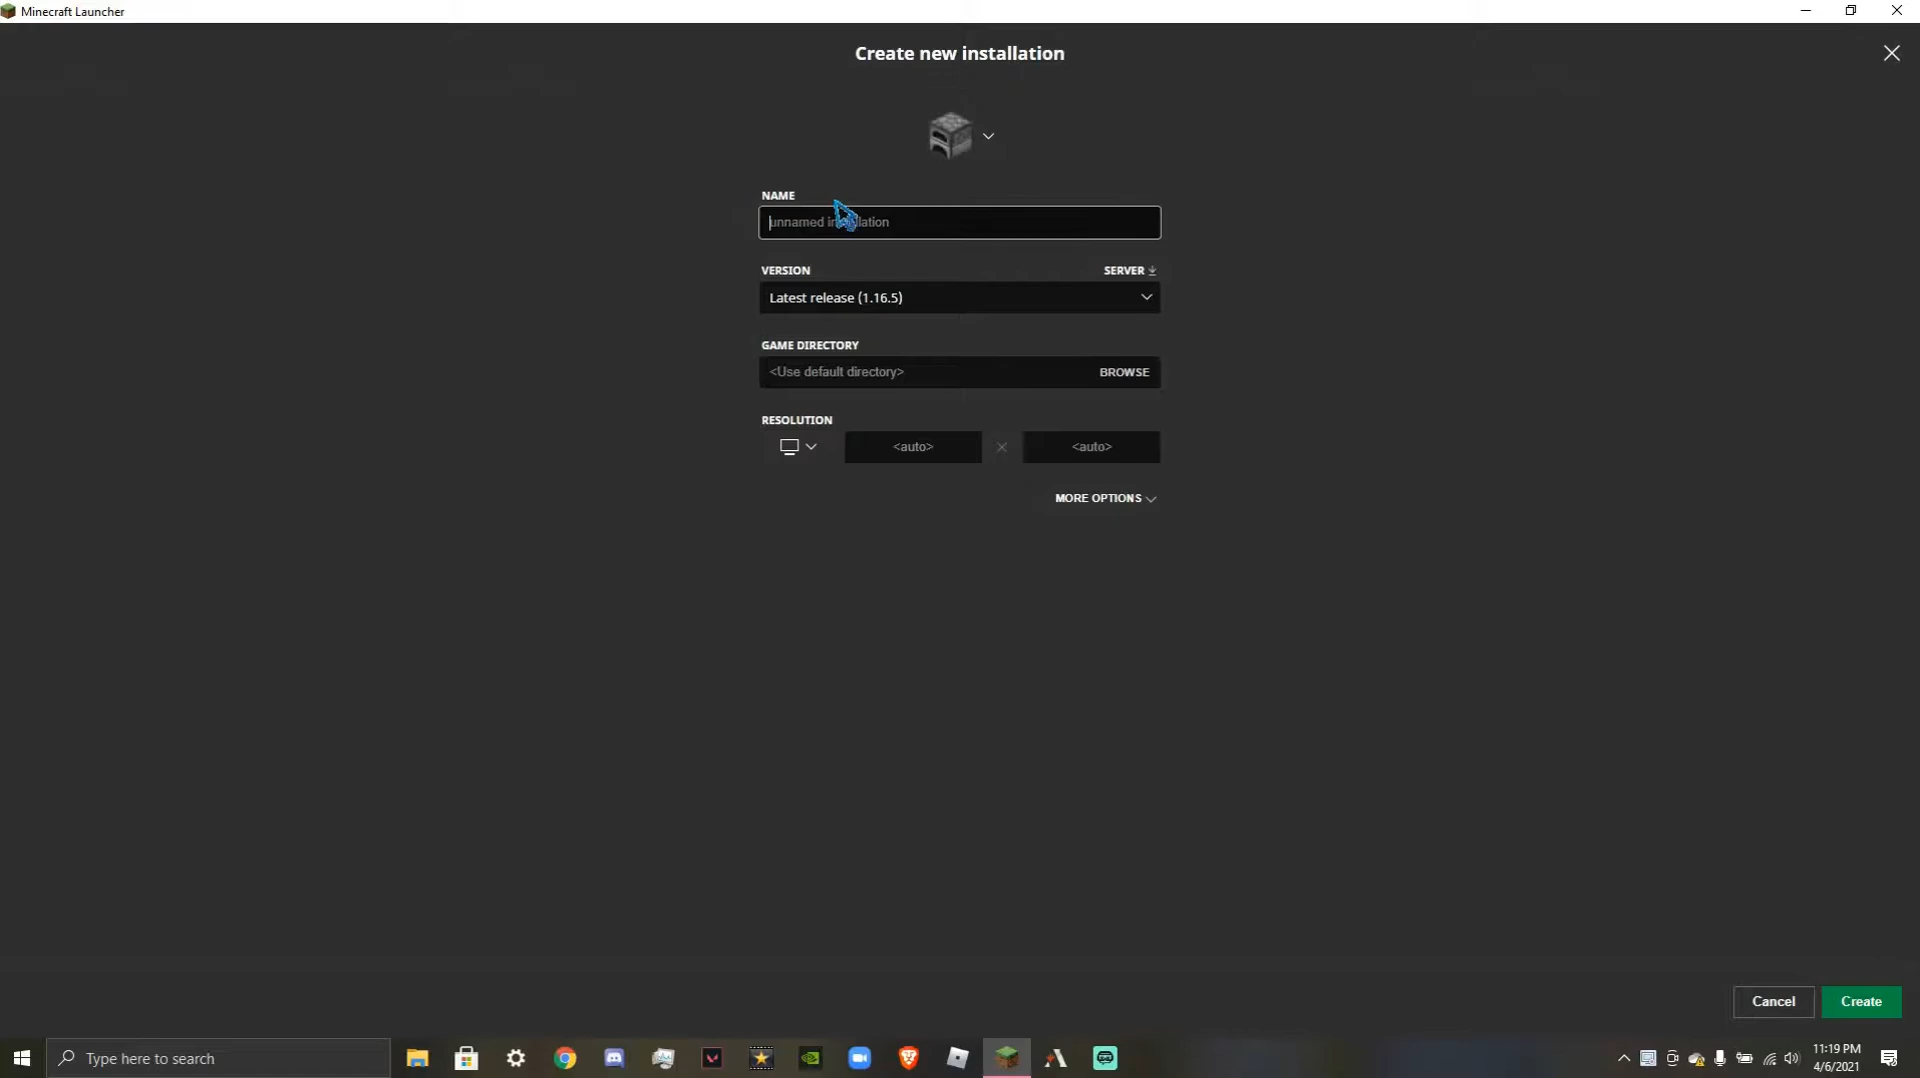 Minecraft Launcher
Create new installation
NAME
unnamed installation
VERSION
SERVER
Latest release (1.16.5)
GAME DIRECTORY
<Use default directory>
BROWSE
RESOLUTION
<auto>
<auto>
MORE OPTIONS
Cancel
Create
Type here to search
11:19 PM
4/6/2021